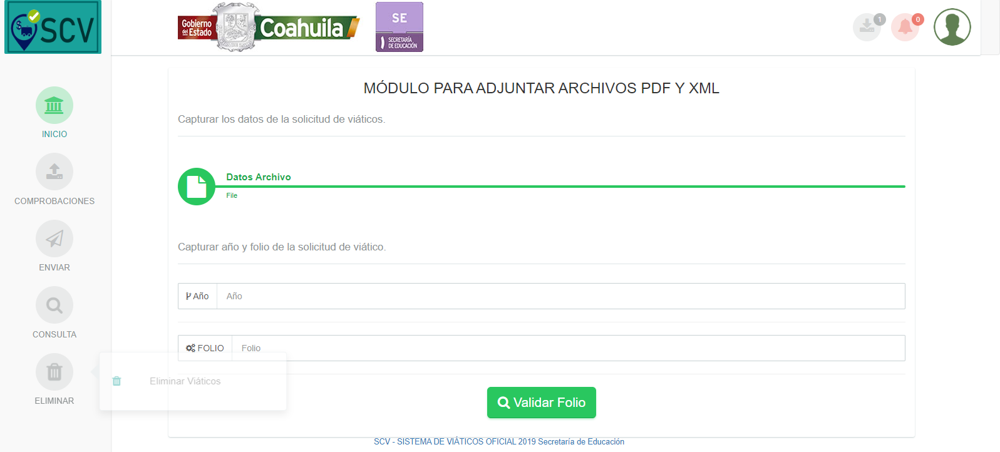 SCV
Gobierno
del Estado
Coahuila
SE
SECRETARÍA
DE EDUCACIÓN
1
0
INICIO
COMPROBACIONES
ENVIAR
CONSULTA
ELIMINAR
MÓDULO PARA ADJUNTAR ARCHIVOS PDF Y XML
Capturar los datos de la solicitud de viáticos.
Datos Archivo
File
Capturar año y folio de la solicitud de viático.
Año Año
FOLIO Folio
Eliminar Viáticos
Validar Folio
SCV - SISTEMA DE VIÁTICOS OFICIAL 2019 Secretaría de Educación